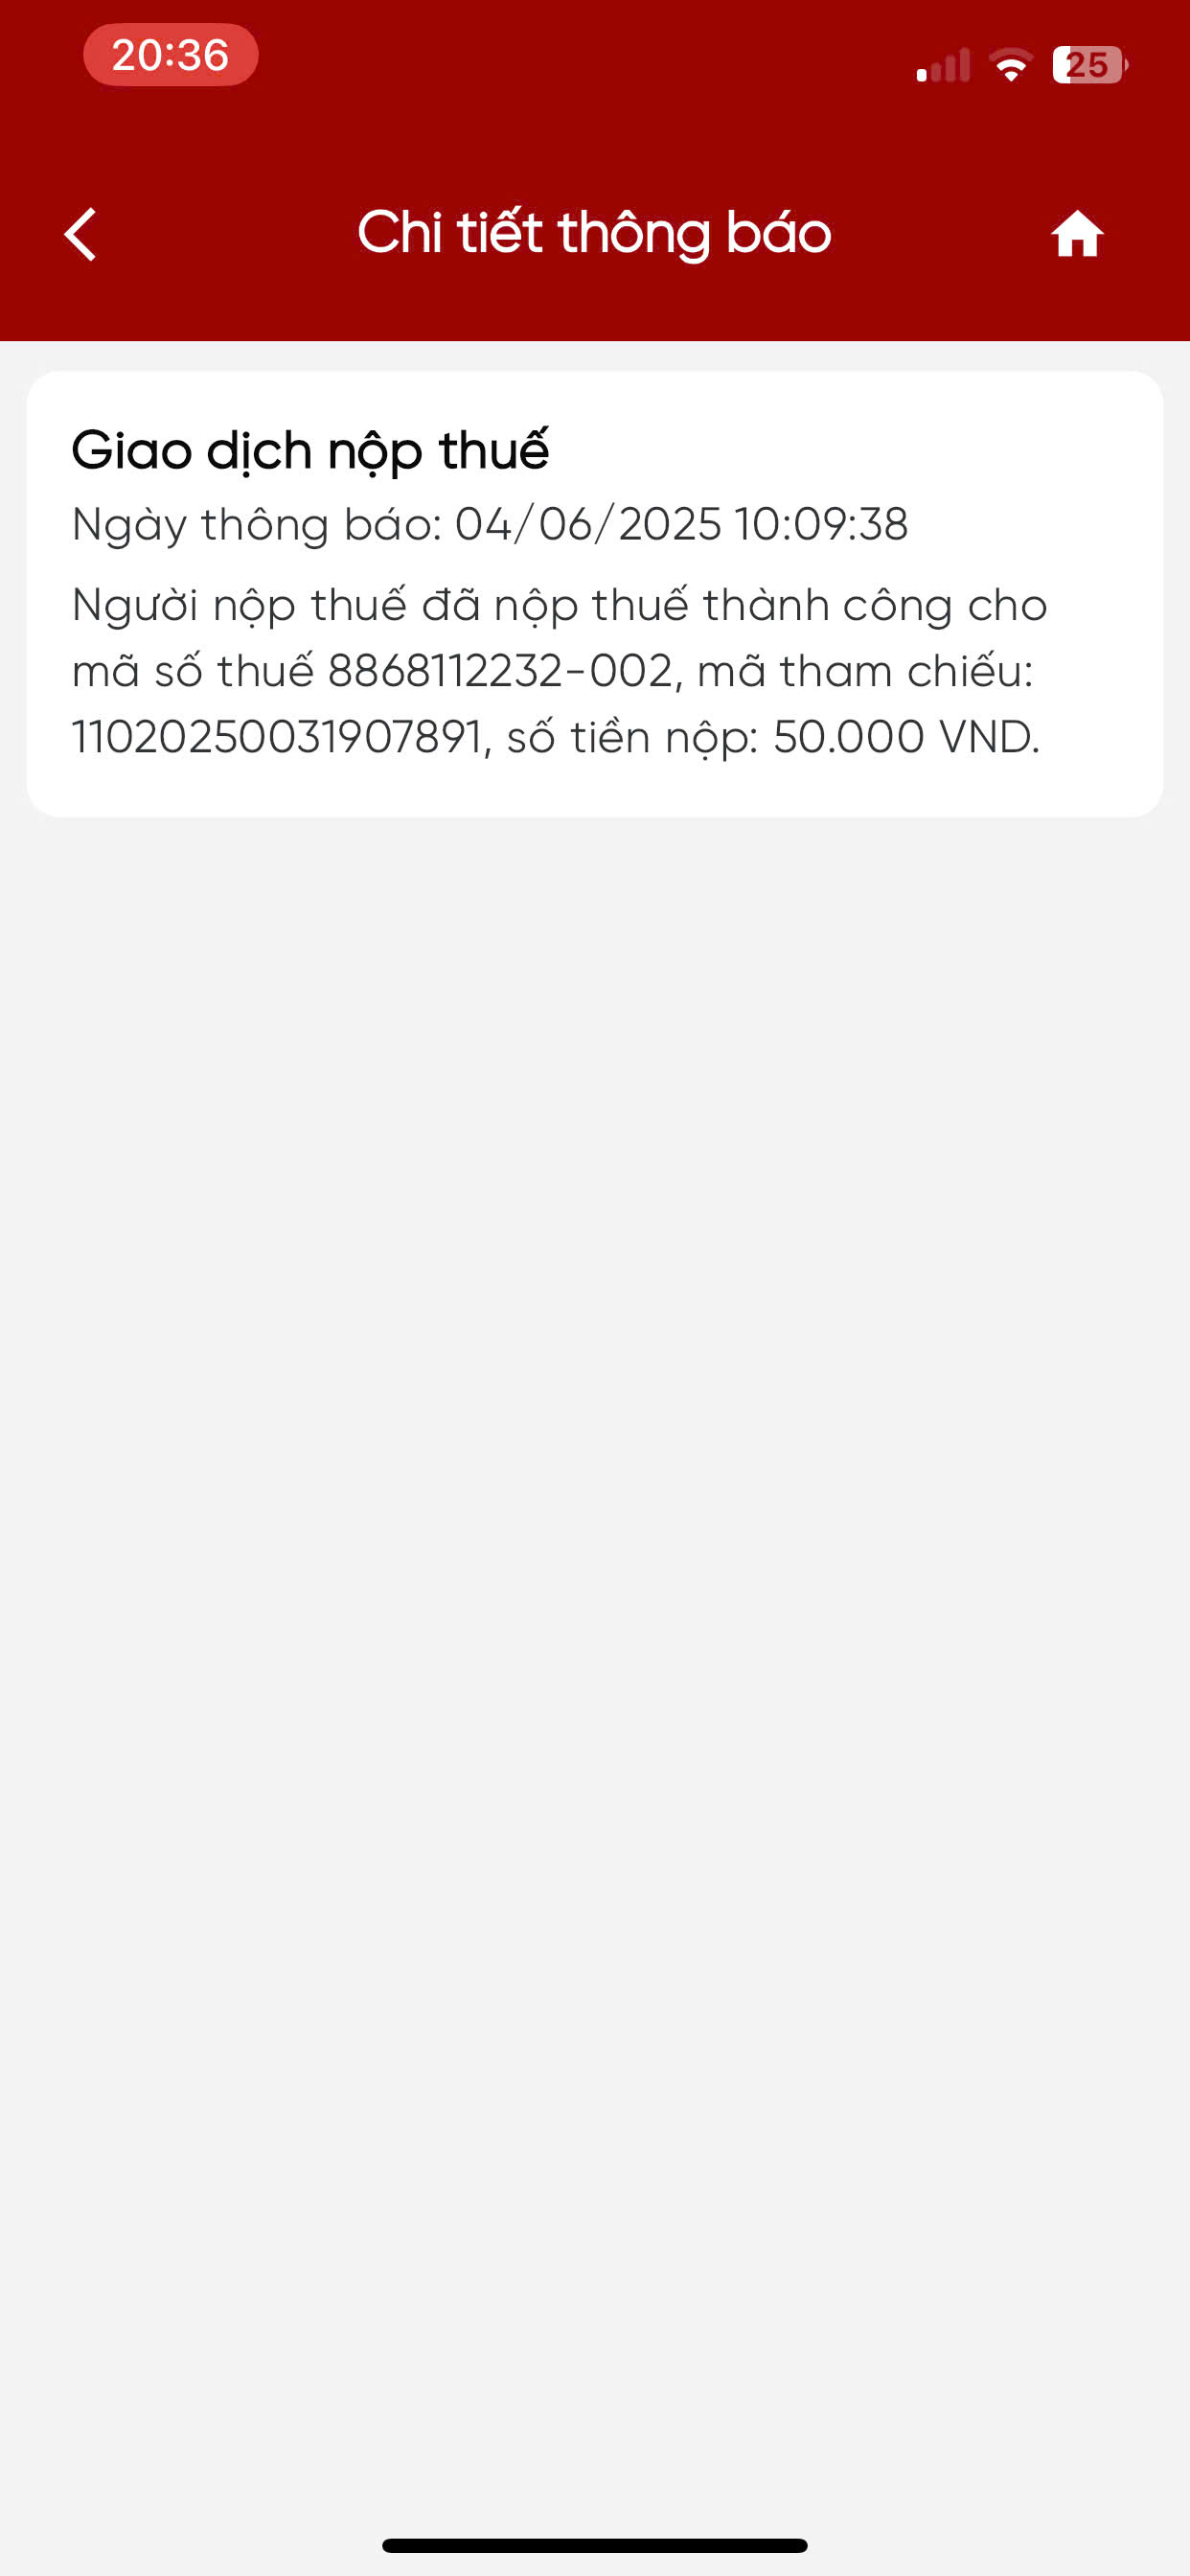 20:36
25
Chi tiết thông báo
Giao dịch nộp thuế
Ngày thông báo: 04/06/2025 10:09:38
Người nộp thuế đã nộp thuế thành công cho
mã số thuế 8868112232-002, mã tham chiếu:
11020250031907891, số tiền nộp: 50.000 VND.